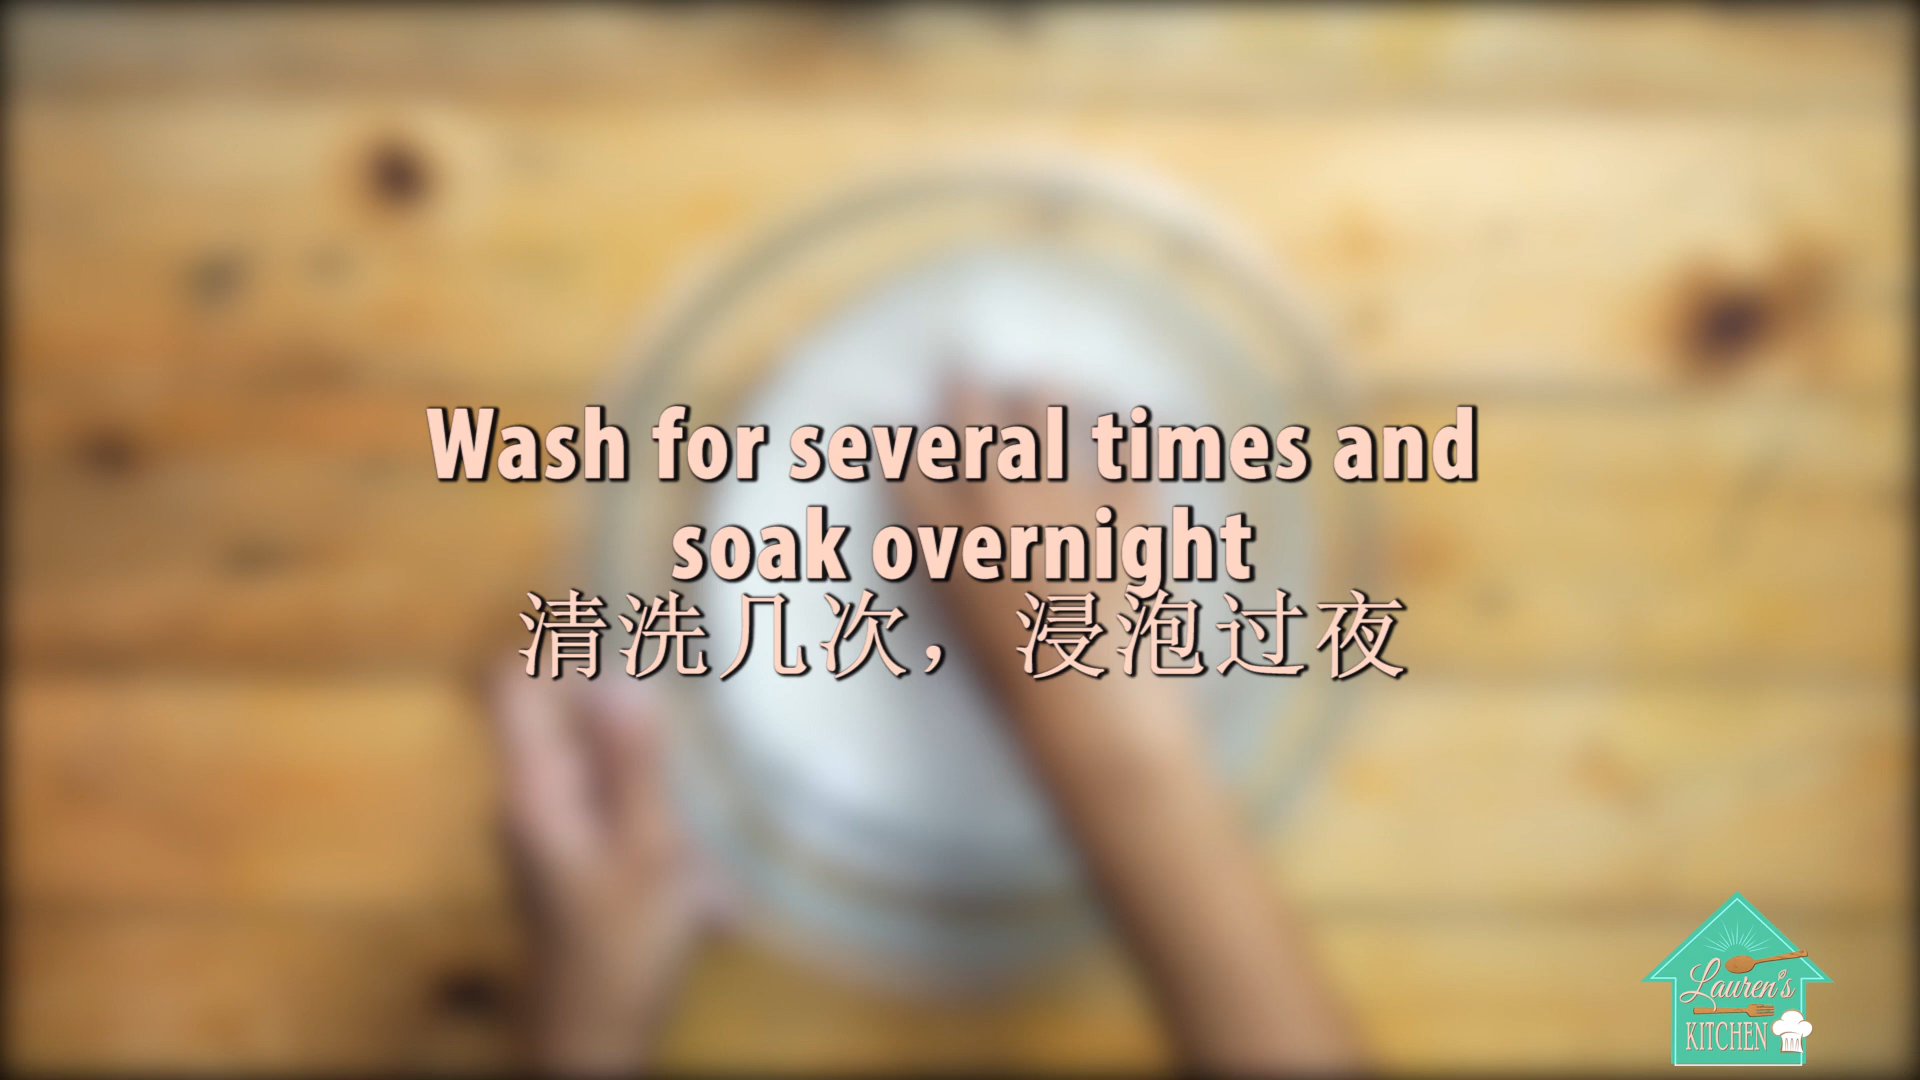 Wash for several times and
soak overnight
清洗几次，浸泡过夜
Lauren's
KITCHEN